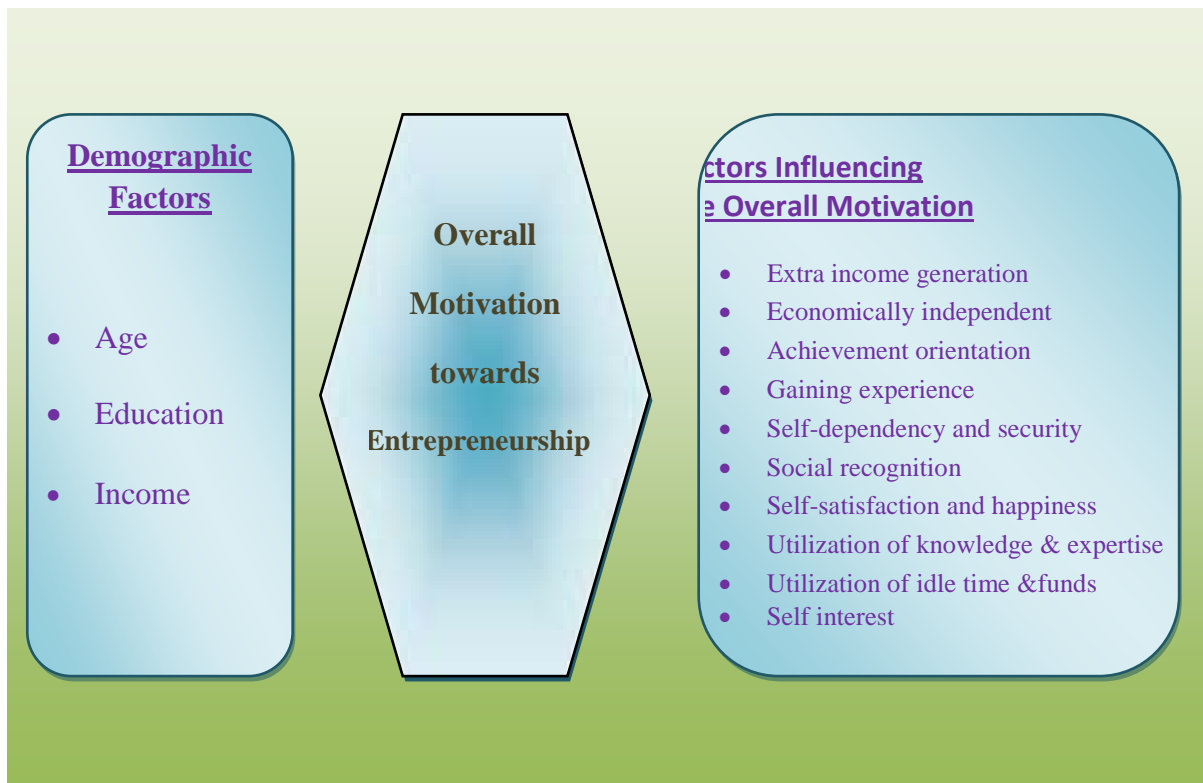 Demographic
Factors
• Age
• Education
• Income
Overall
Motivation
towards
Entrepreneurship
ctors Influencing
e Overall Motivation
• Extra income generation
• Economically independent
• Achievement orientation
• Gaining experience
• Self-dependency and security
• Social recognition
• Self-satisfaction and happiness
• Utilization of knowledge & expertise
• Utilization of idle time &funds
• Self interest